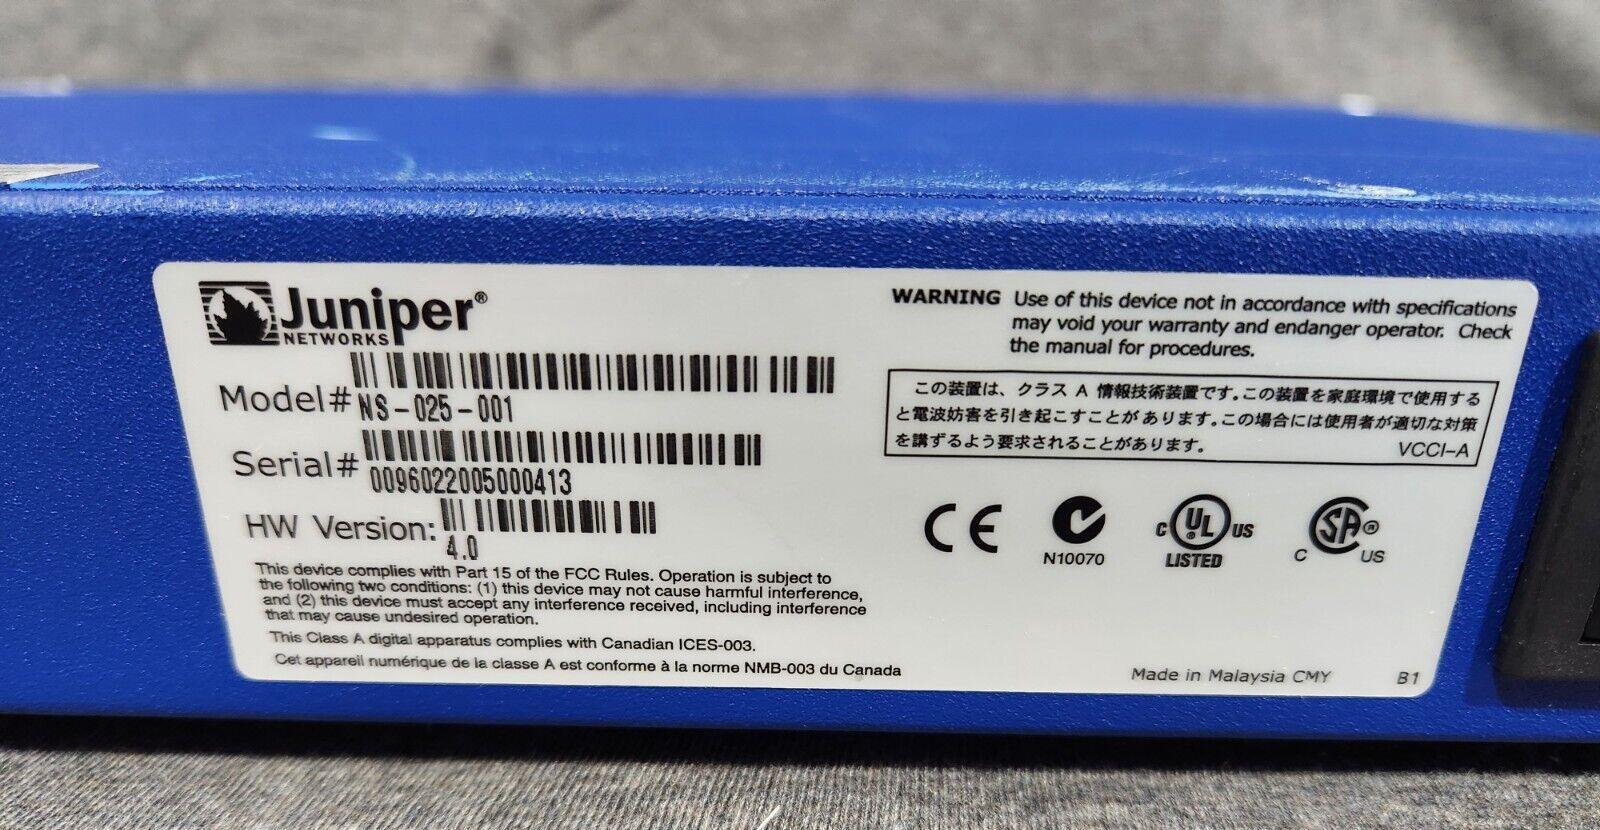 Juniper®
NETWORKS
Model# NS-025-001
Serial# 0096022005000413
HW Version: 4.0
This device complies with Part 15 of the FCC Rules. Operation is subject to
the following two conditions: (1) this device may not cause harmful interference,
and (2) this device must accept any interference received, including interference
that may cause undesired operation.
This Class A digital apparatus complies with Canadian ICES-003.
Cet appareil numérique de la classe A est conforme à la norme NMB-003 du Canada
WARNING Use of this device not in accordance with specifications
may void your warranty and endanger operator. Check
the manual for procedures.
この装置は、クラス A 情報技術装置です。この装置を家庭環境で使用する
と電波妨害を引き起こすことがあります。この場合には使用者が適切な対策
を講ずるよう要求されることがあります。 VCCI-A
CE
N10070
C UL US
LISTED
C SA ® US
Made in Malaysia CMY B1